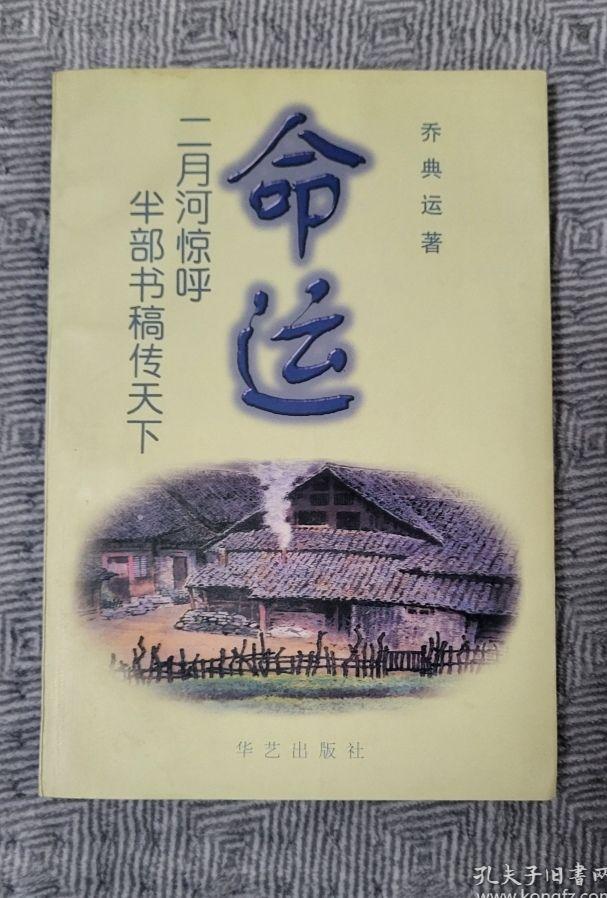 乔典运著
命运
二月河惊呼
半部书稿传天下
华艺出版社
孔夫子旧書网
www.kongfz.com